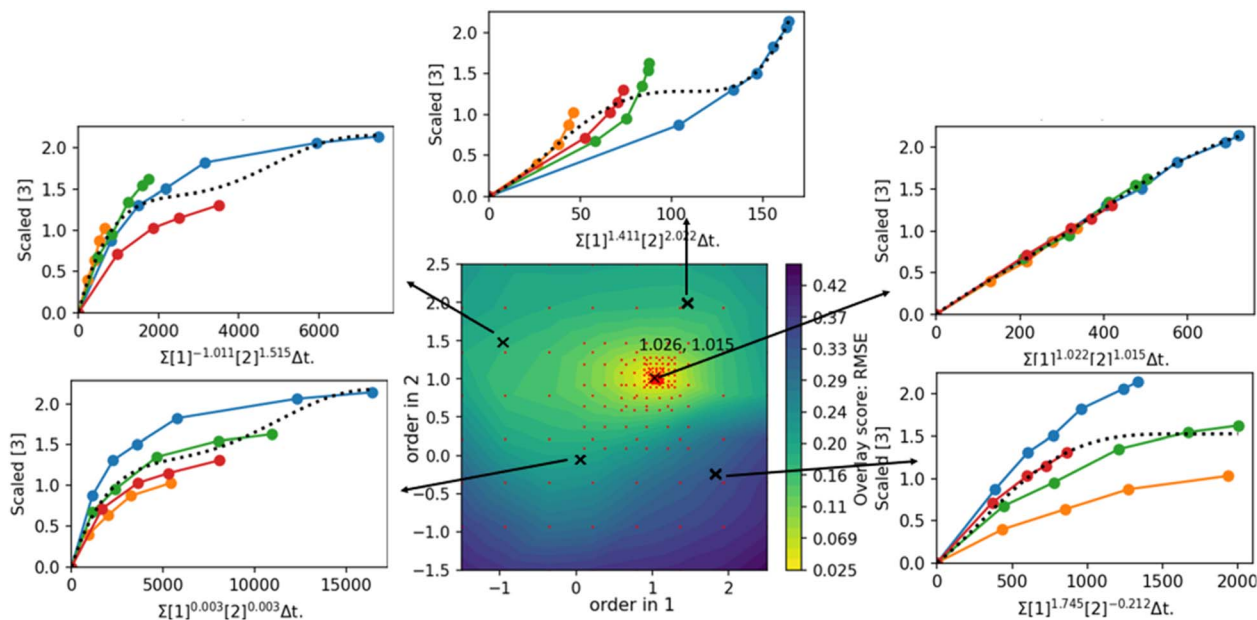 Scaled [3]
2.0
1.5
1.0
0.5
0.0
0 50 100 150
Σ[1]^1.411[2]^2.022Δt.
Scaled [3]
2.0
1.5
1.0
0.5
0.0
0 2000 4000 6000
Σ[1]^-1.011[2]^1.515Δt.
Scaled [3]
2.0
1.5
1.0
0.5
0.0
0 200 400 600
Σ[1]^1.022[2]^1.015Δt.
order in 2
2.5
2.0
1.5
1.0
0.5
0.0
−0.5
−1.0
−1.5
1.026, 1.015
−1 0 1 2
order in 1
0.42
0.37
0.33
0.29
0.24
0.20
0.16
0.11
0.069
0.025
Overlay score: RMSE
Scaled [3]
2.0
1.5
1.0
0.5
0.0
0 5000 10000 15000
Σ[1]^0.003[2]^0.003Δt.
Scaled [3]
2.0
1.5
1.0
0.5
0.0
0 500 1000 1500 2000
Σ[1]^1.745[2]^-0.212Δt.